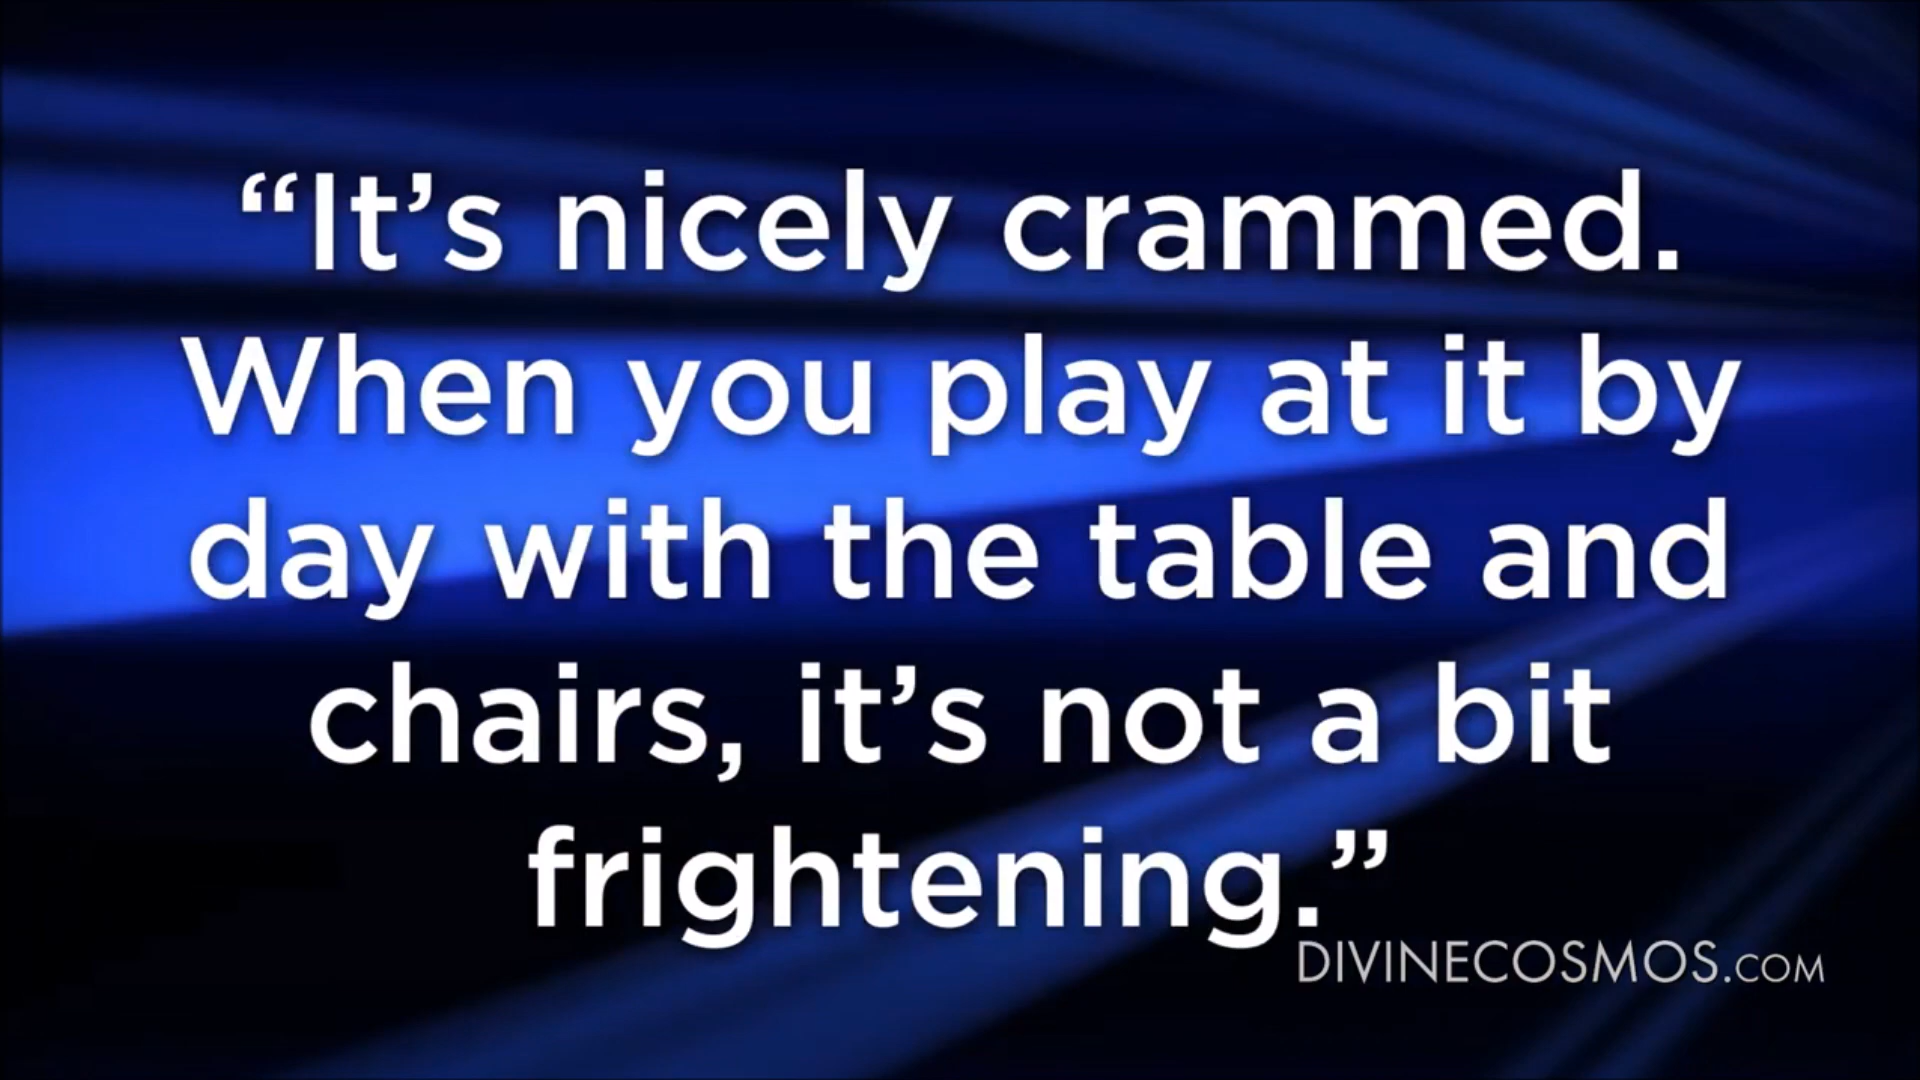 “It’s nicely crammed.
When you play at it by
day with the table and
chairs, it’s not a bit
frightening.”
DIVINECOSMOS.COM